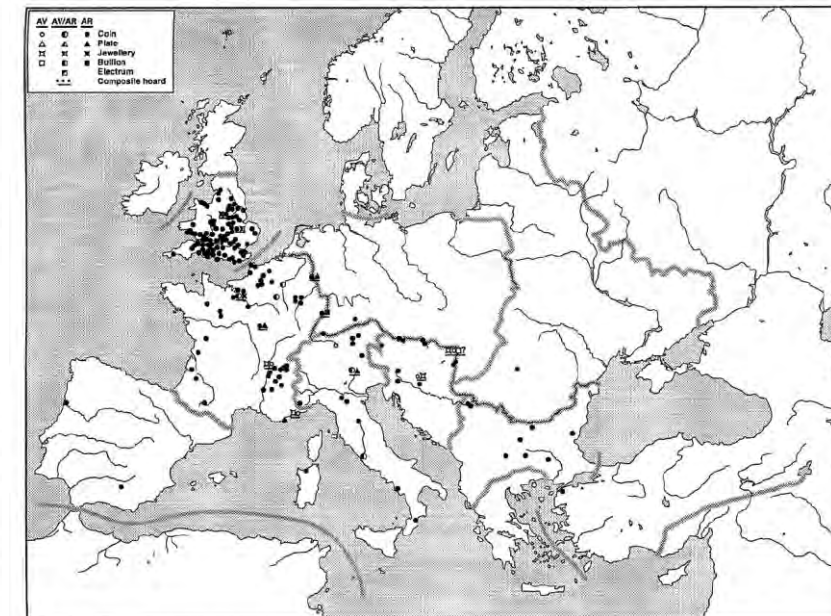 AV AV/AR AR
Coin
Plate
Jewellery
Bullion
Electrum
Composite hoard